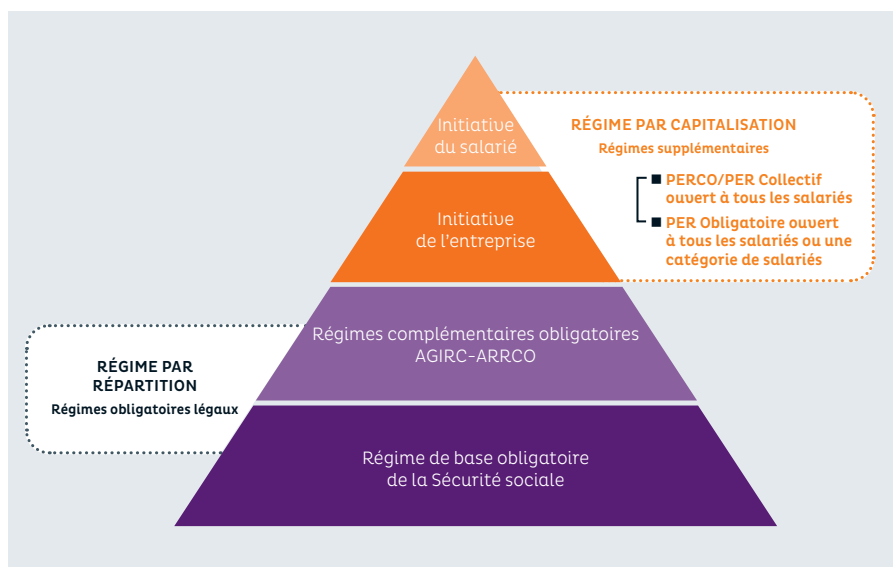 Initiative
du salarié
RÉGIME PAR CAPITALISATION
Régimes supplémentaires
PERCO/PER Collectif
ouvert à tous les salariés
PER Obligatoire ouvert
à tous les salariés ou une
catégorie de salariés
Initiative
de l'entreprise
Régimes complémentaires obligatoires
AGIRC-ARRCO
RÉGIME PAR
RÉPARTITION
Régimes obligatoires légaux
Régime de base obligatoire
de la Sécurité sociale